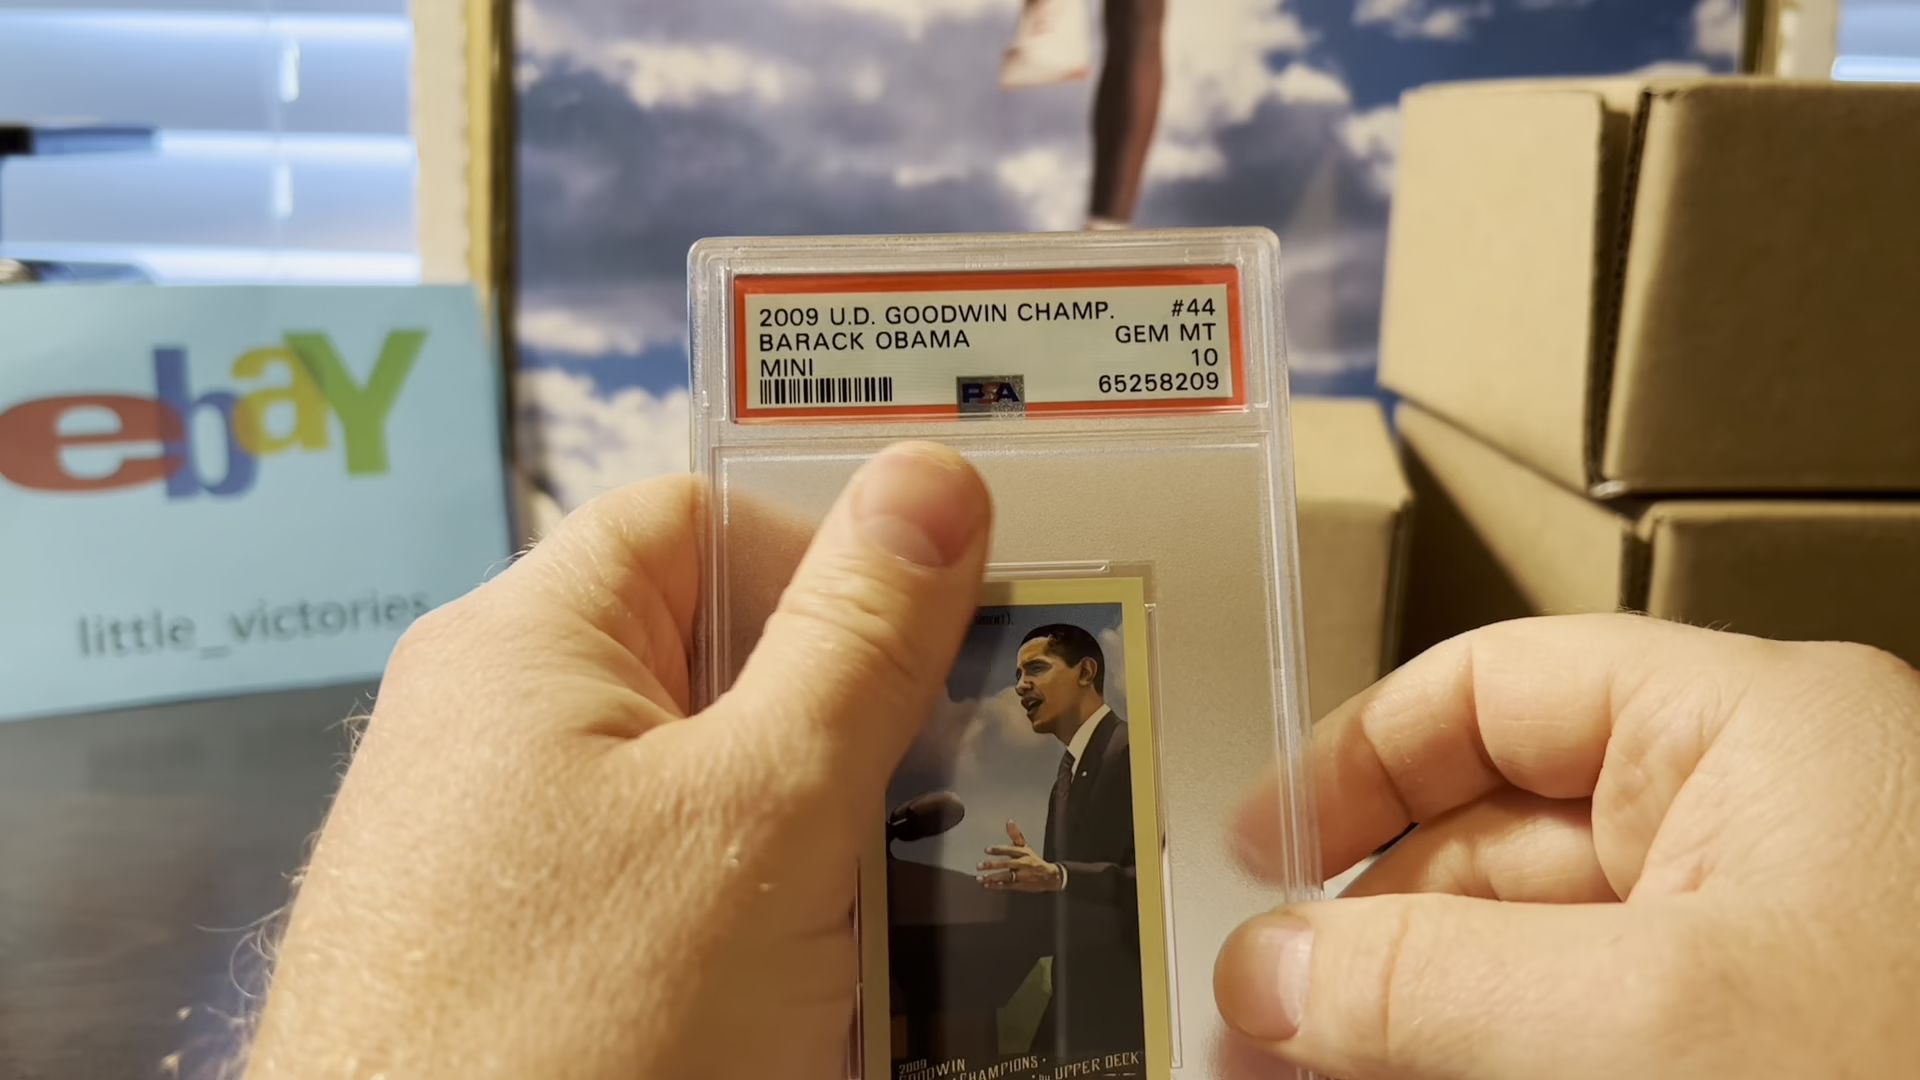 2009 U.D. GOODWIN CHAMP. #44
BARACK OBAMA GEM MT
MINI 10
PSA 65258209
ebay
little_victories
2009
GOODWIN CHAMPIONS • by UPPER DECK